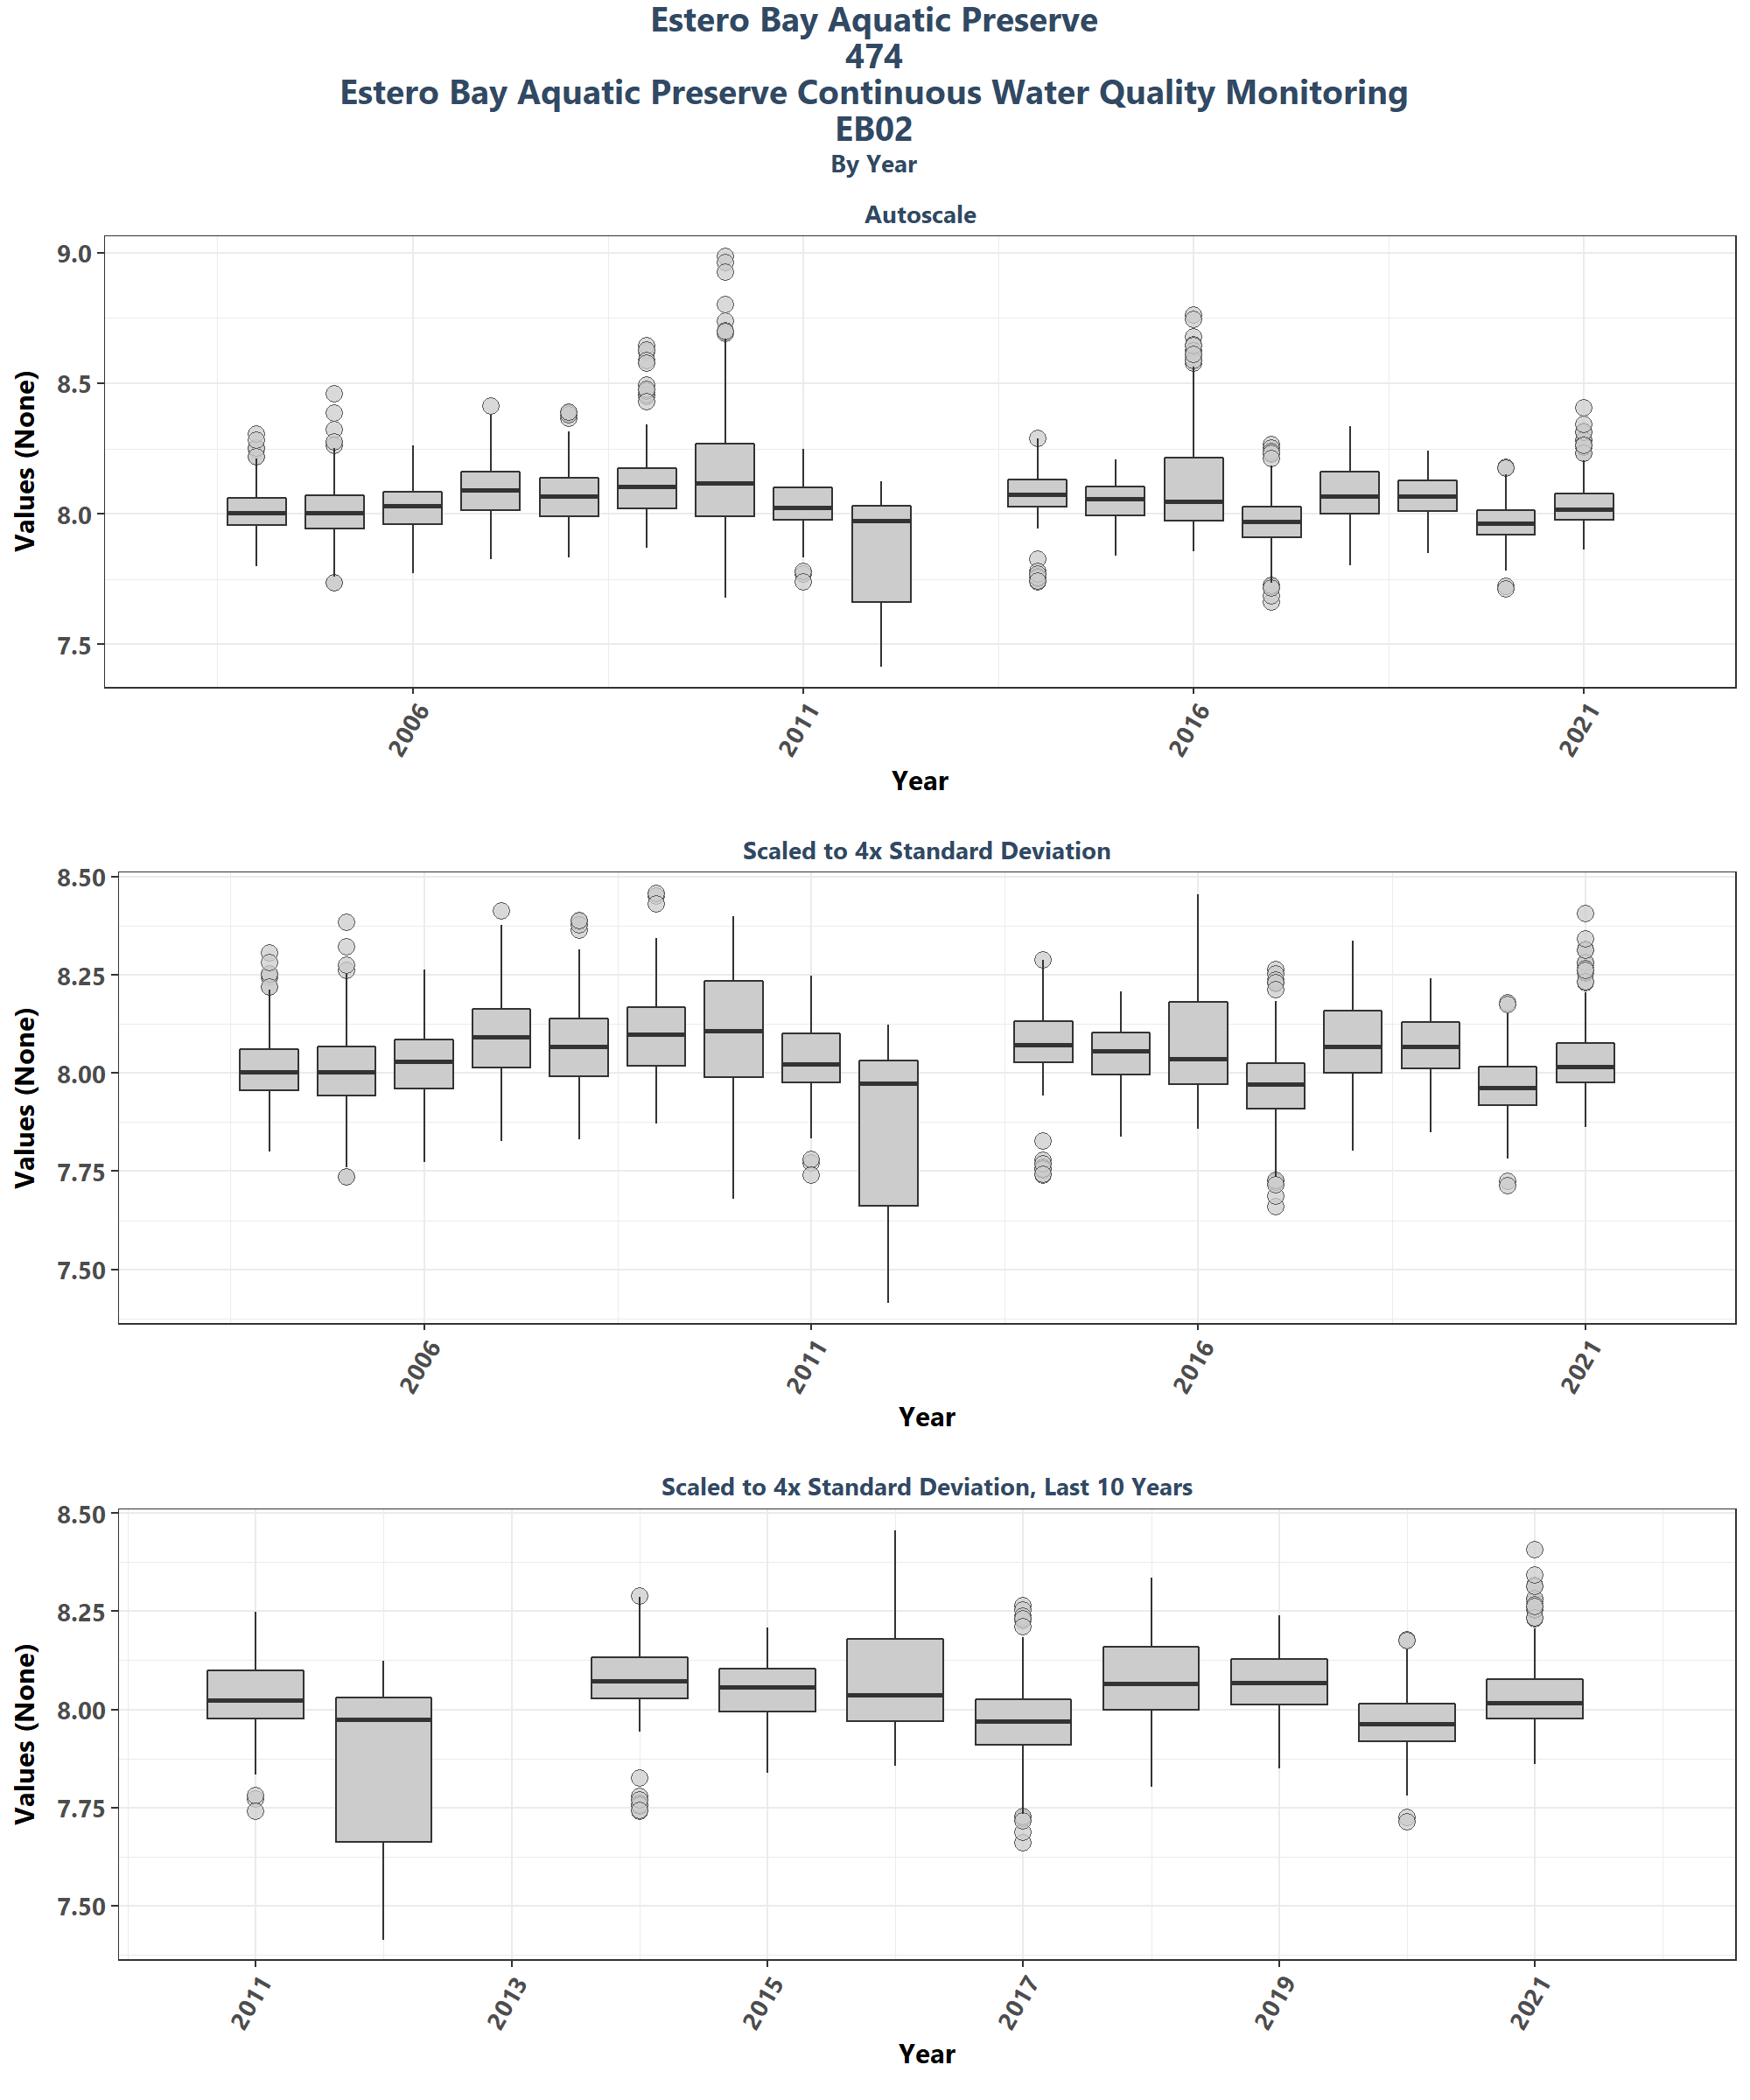 Estero Bay Aquatic Preserve
474
Estero Bay Aquatic Preserve Continuous Water Quality Monitoring
EB02
By Year
Autoscale
9.0
8.5
8.0
7.5
Values (None)
2006
2011
2016
2021
Year
Scaled to 4x Standard Deviation
8.50
8.25
8.00
7.75
7.50
Values (None)
2006
2011
2016
2021
Year
Scaled to 4x Standard Deviation, Last 10 Years
8.50
8.25
8.00
7.75
7.50
Values (None)
2011
2013
2015
2017
2019
2021
Year